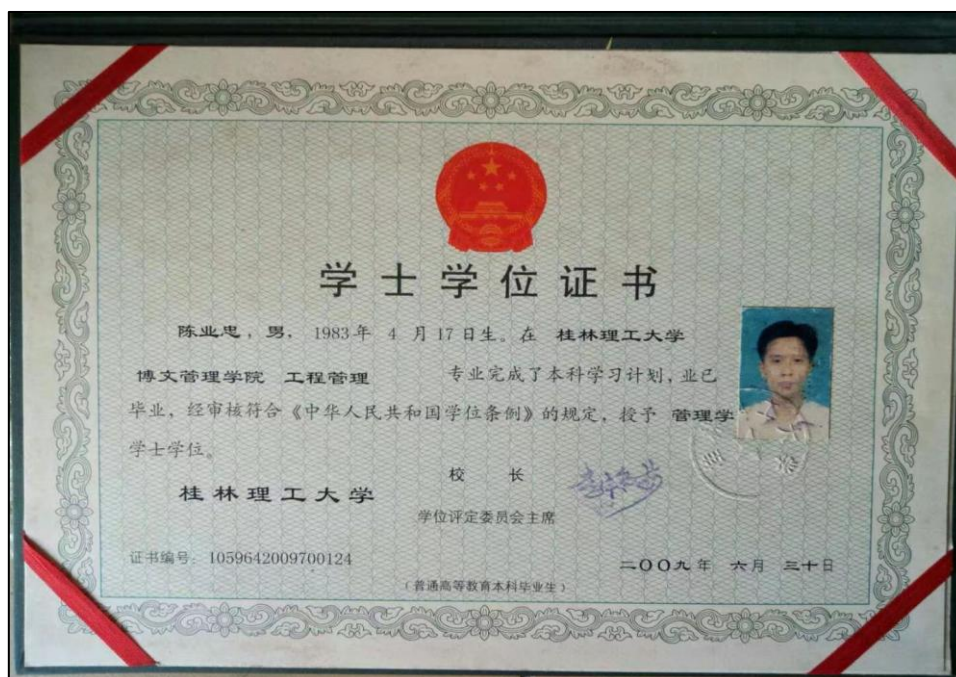 学士学位证书
陈业忠，男，1983年 4 月 17 日生。在 桂林理工大学
博文管理学院 工程管理 专业完成了本科学习计划，业已
毕业，经审核符合《中华人民共和国学位条例》的规定，授予 管理学
学士学位。
校 长
桂林理工大学
学位评定委员会主席
证书编号：1059642009700124
二〇〇九年 六月 三十日
（普通高等教育本科毕业生）